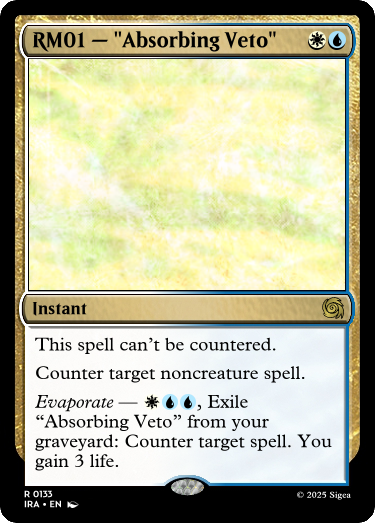 RM01 — "Absorbing Veto"
Instant
This spell can't be countered.
Counter target noncreature spell.
Evaporate — , Exile
“Absorbing Veto” from your
graveyard: Counter target spell. You
gain 3 life.
R 0133
IRA • EN
© 2025 Sigea